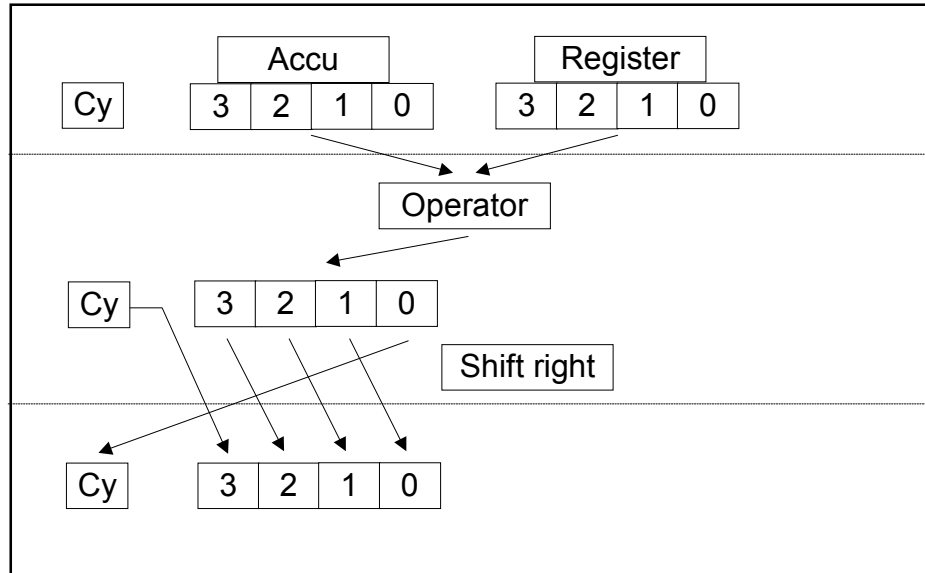 Accu Register
Cy 3 2 1 0 3 2 1 0
Operator
Cy 3 2 1 0
Shift right
Cy 3 2 1 0